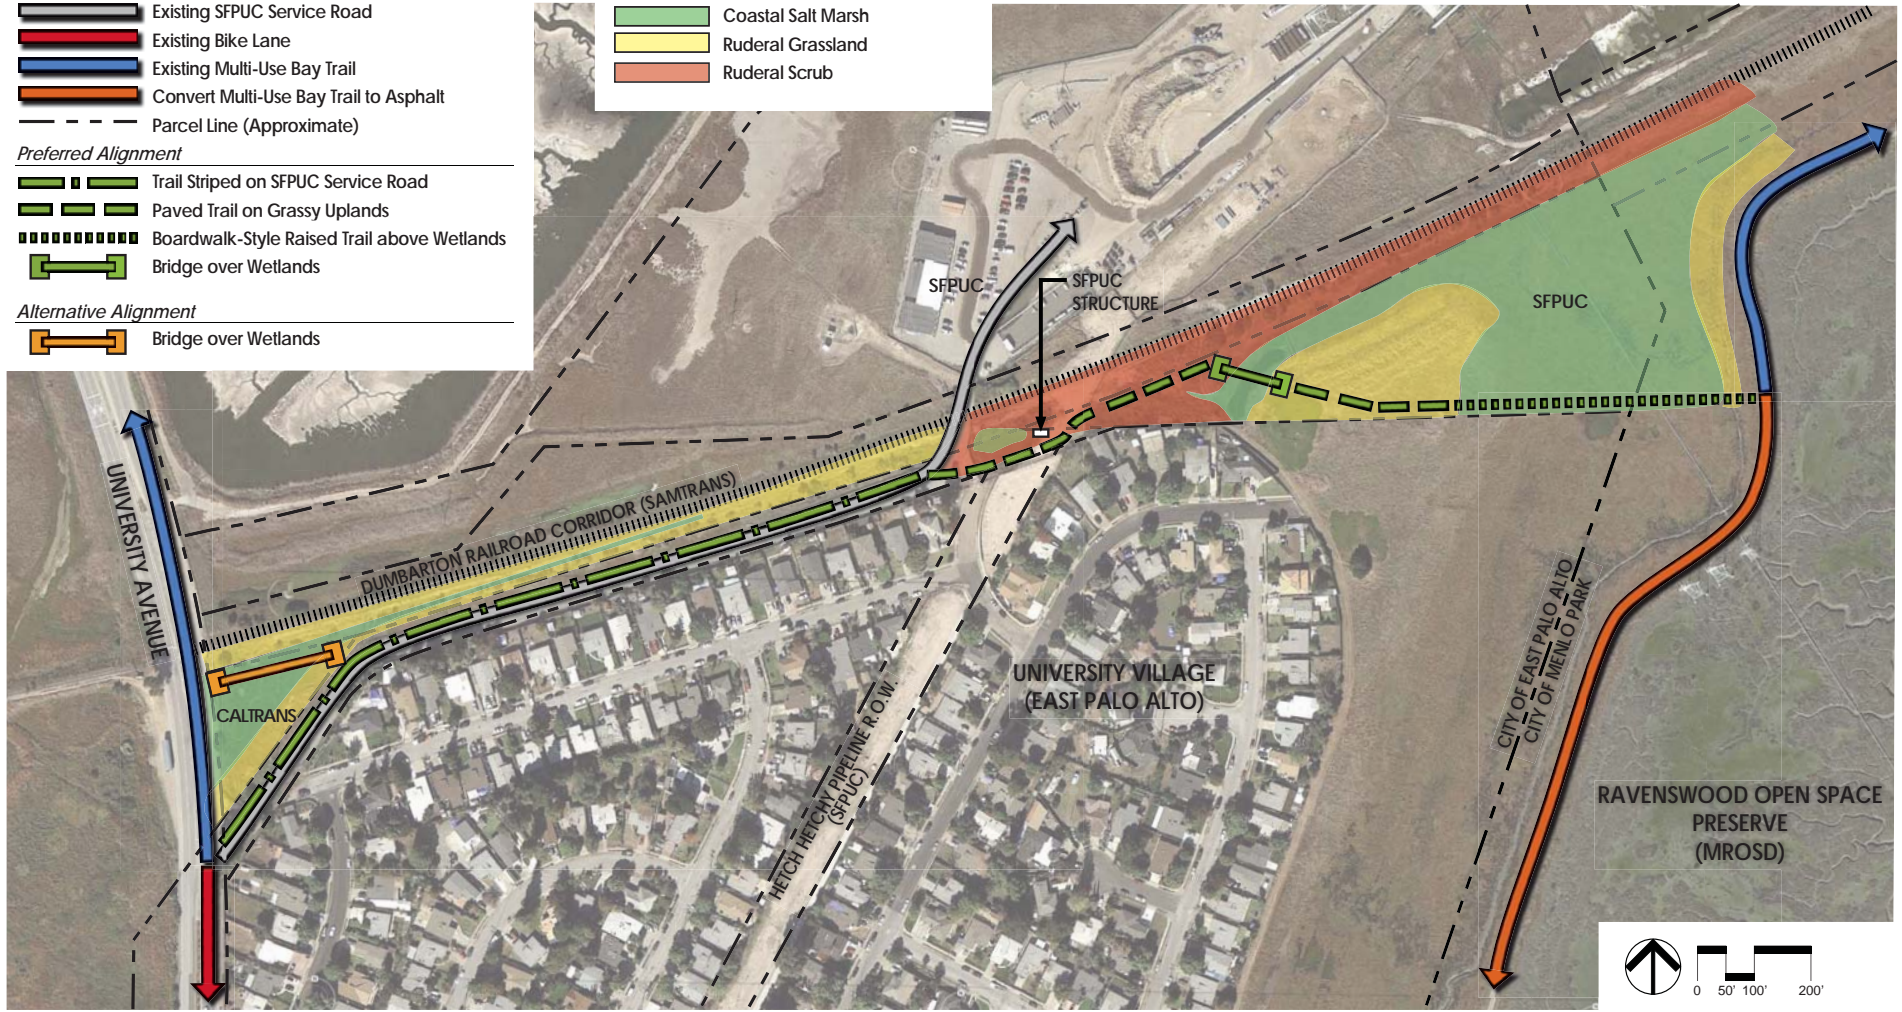 Existing SFPUC Service Road
Existing Bike Lane
Existing Multi-Use Bay Trail
Convert Multi-Use Bay Trail to Asphalt
Parcel Line (Approximate)
Preferred Alignment
Trail Striped on SFPUC Service Road
Paved Trail on Grassy Uplands
Boardwalk-Style Raised Trail above Wetlands
Bridge over Wetlands
Alternative Alignment
Bridge over Wetlands
Coastal Salt Marsh
Ruderal Grassland
Ruderal Scrub
SFPUC
SFPUC
STRUCTURE
SFPUC
UNIVERSITY AVENUE
DUMBARTON RAILROAD CORRIDOR (SAMTRANS)
CALTRANS
HETCH HETCHY PIPELINE R.O.W.
(SFPUC)
UNIVERSITY VILLAGE
(EAST PALO ALTO)
CITY OF EAST PALO ALTO
CITY OF MENLO PARK
RAVENSWOOD OPEN SPACE
PRESERVE
(MROSD)
0 50' 100' 200'